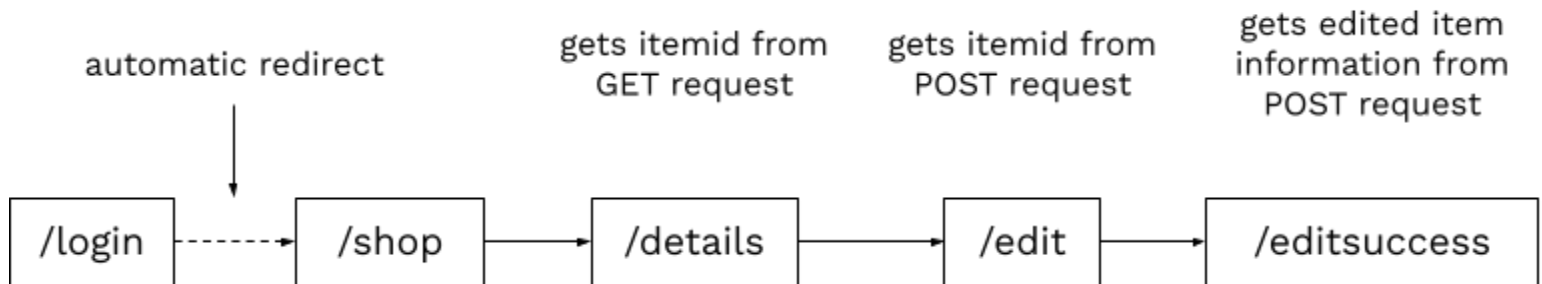 automatic redirect
gets itemid from
GET request
gets itemid from
POST request
gets edited item
information from
POST request
/login
/shop
/details
/edit
/editsuccess